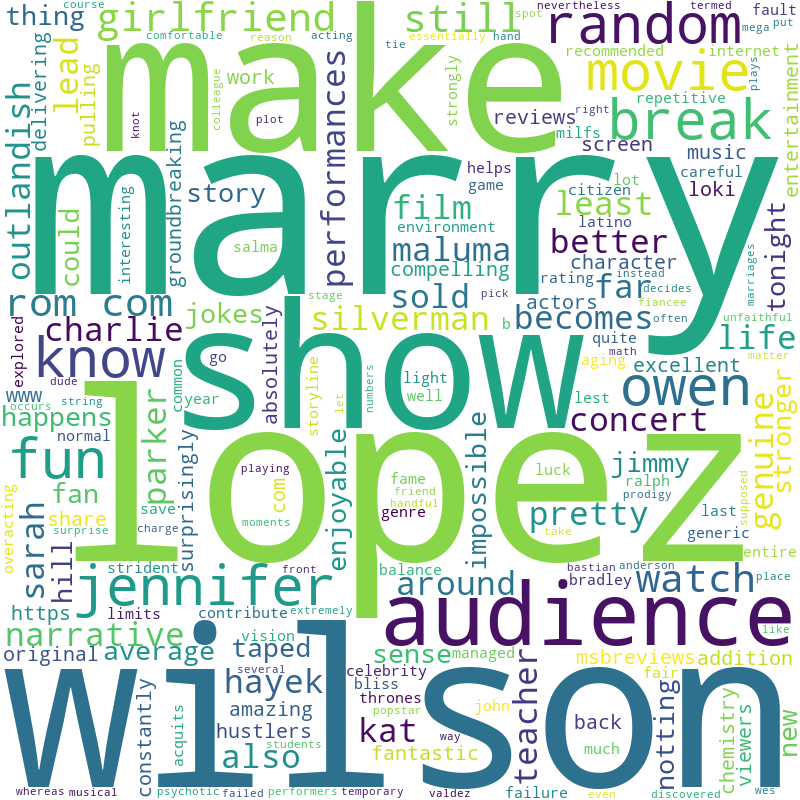 course
thing
girlfriend
still
spot
nevertheless
termed
fault
comfortable
reason
acting
essentially
hand
random
mega
put
tie
delivering
lead
pulling
work
make
performances
strongly
recommended
internet
movie
plays
entertainment
colleague
knot
plot
reviews
right
repetitive
break
milfs
screen
outlandish
could
interesting
groundbreaking
marry
story
helps
game
music
careful
loki
film
least
lot
citizen
latino
environment
salma
maluma
better
character
tonight
compelling
rating
instead
decides
marriages
rom com
stage
sold
actors
far
fiancee
explored
charlie
jokes
silverman
pick
b
becomes
often
unfaithful
know
dude
occurs
string
common
year
go
absolutely
storyline
let
math
numbers
show
light
well
quite
aging
life
matter
excellent
www
happens
owen
lest
concert
genuine
stronger
fun
normal
parker
surprisingly
enjoyable
lopez
playing
com
fame
friend
handful
moments
genre
impossible
luck
jimmy
ralph
prodigy
supposed
overacting
sarah
fan
share
save
surprise
hill
charge
pretty
last
generic
take
entire
strident
jennifer
front
balance
around
bastian
anderson
bradley
watch
place
https
limits
contribute
extremely
audience
like
narrative
vision
original
average
taped
sense
managed
msbreviews
addition
fair
several
celebrity
hayek
bliss
thrones
teacher
notting
chemistry
viewers
new
constantly
acquits
amazing
popstar
john
hustlers
kat
back
much
wilson
students
also
way
fantastic
whereas
musical
psychotic
failed
performers
temporary
valdez
failure
even
discovered
wes